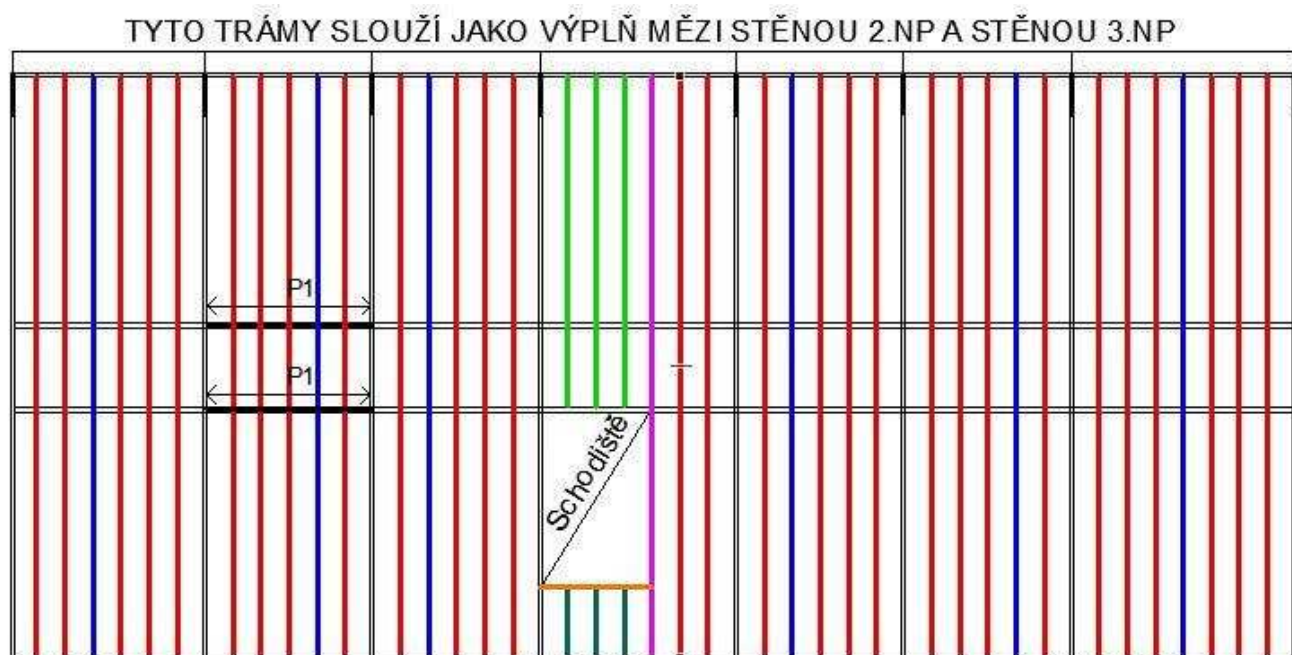 TYTO TRÁMY SLOUŽÍ JAKO VÝPLŇ MĚZI STĚNOU 2.NP A STĚNOU 3.NP
P1
P1
Schodiště